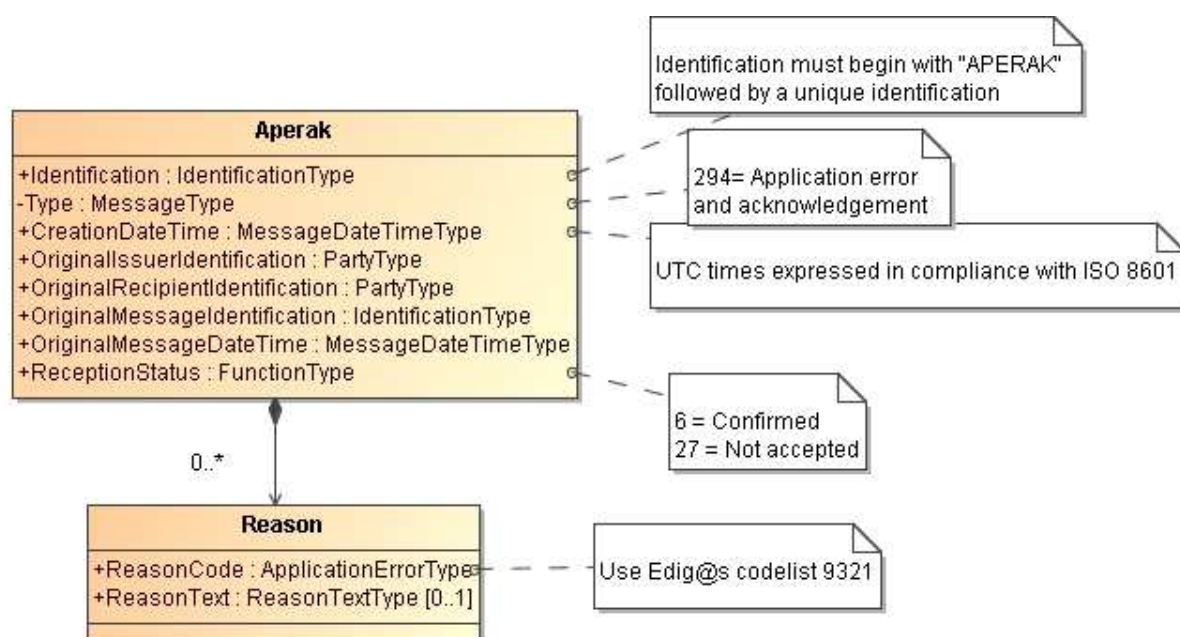 Identification must begin with "APERAK"
followed by a unique identification
Aperak
+Identification : IdentificationType
-Type : MessageType
+CreationDateTime : MessageDateTimeType
+OriginalIssuerIdentification : PartyType
+OriginalRecipientIdentification : PartyType
+OriginalMessageIdentification : IdentificationType
+OriginalMessageDateTime : MessageDateTimeType
+ReceptionStatus : FunctionType
294= Application error
and acknowledgement
UTC times expressed in compliance with ISO 8601
6 = Confirmed
27 = Not accepted
0..*
Reason
+ReasonCode : ApplicationErrorType
+ReasonText : ReasonTextType [0..1]
Use Edig@s codelist 9321